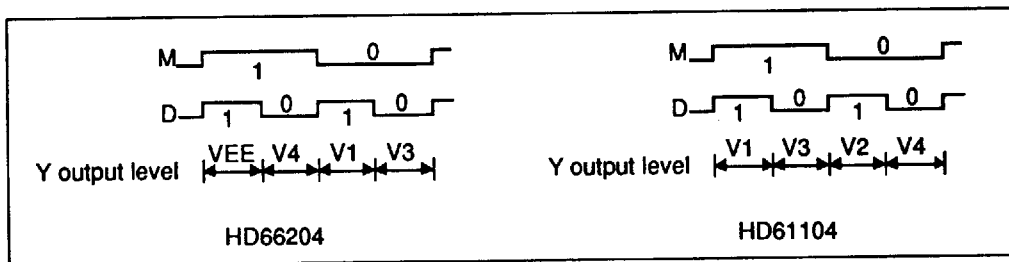 M 1 0
D 1 0 1 0
Y output level VEE V4 V1 V3
HD66204
M 1 0
D 1 0 1 0
Y output level V1 V3 V2 V4
HD61104